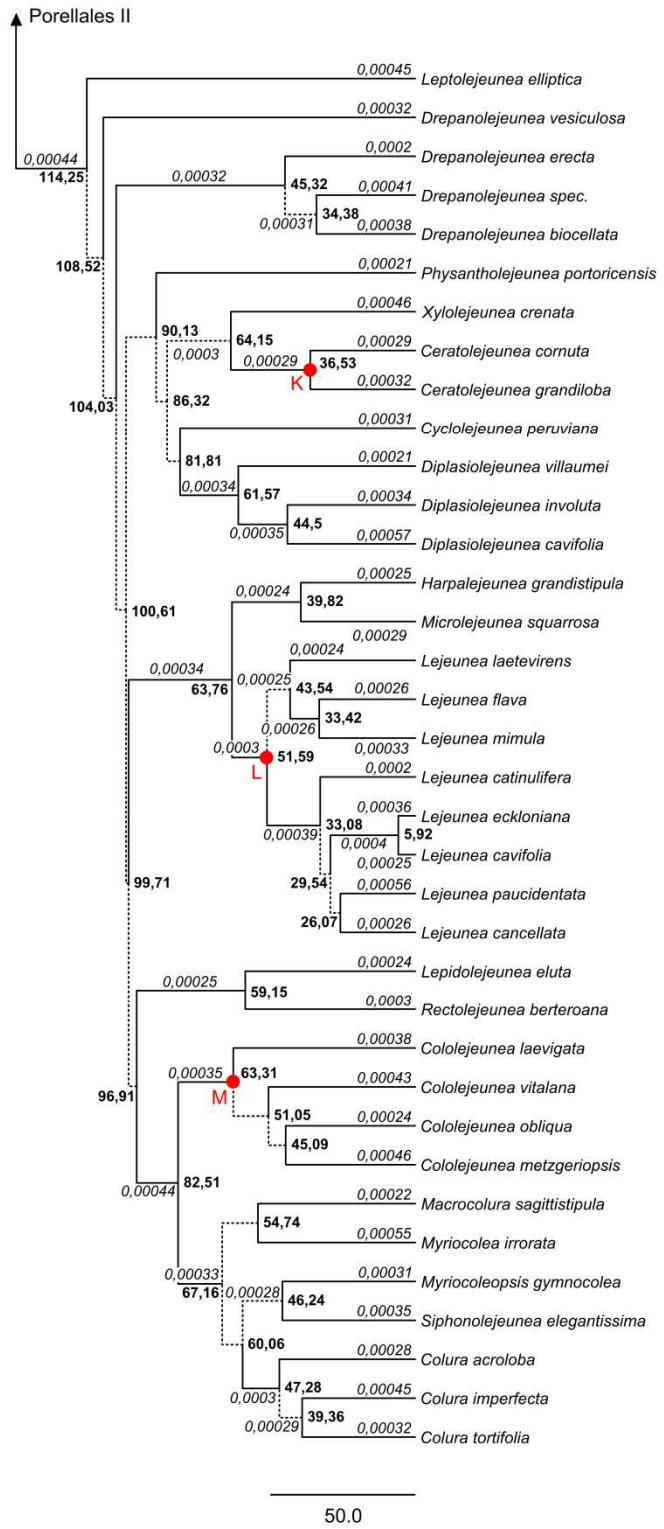 Porellales II
0,00045
Leptolejeunea elliptica
0,00032
Drepanolejeunea vesiculosa
0,00044
114,25
0,0002
Drepanolejeunea erecta
0,00032
45,32
0,00041
Drepanolejeunea spec.
0,00031
34,38
0,00038
Drepanolejeunea biocellata
108,52
0,00021
Physantholejeunea portoricensis
90,13
0,00046
Xylolejeunea crenata
0,0003
64,15
0,00029
Ceratolejeunea cornuta
0,00029
36,53
K
0,00032
Ceratolejeunea grandiloba
104,03
86,32
0,00031
Cyclolejeunea peruviana
81,81
0,00021
Diplasiolejeunea villaumei
0,00034
61,57
0,00034
Diplasiolejeunea involuta
0,00035
44,5
0,00057
Diplasiolejeunea cavifolia
0,00025
Harpalejeunea grandistipula
0,00024
39,82
100,61
Microlejeunea squarrosa
0,00029
0,00034
63,76
0,00024
Lejeunea laetevirens
0,00025
43,54
0,00026
Lejeunea flava
0,00026
33,42
Lejeunea mimula
0,00033
0,0003
51,59
L
0,0002
Lejeunea catinulifera
0,00039
33,08
0,00036
Lejeunea eckloniana
0,0004
5,92
0,00025
Lejeunea cavifolia
99,71
29,54
0,00056
Lejeunea paucidentata
26,07
0,00026
Lejeunea cancellata
0,00024
Lepidolejeunea eluta
0,00025
59,15
0,0003
Rectolejeunea berteroana
0,00038
Cololejeunea laevigata
0,00035
63,31
M
0,00043
Cololejeunea vitalana
96,91
51,05
0,00024
Cololejeunea obliqua
45,09
0,00046
Cololejeunea metzgeriopsis
0,00044
82,51
0,00022
Macrocolura sagittistipula
54,74
0,00055
Myriocolea irrorata
0,00033
67,16
0,00031
Myriocoleopsis gymnocolea
0,00028
46,24
0,00035
Siphonolejeunea elegantissima
60,06
0,00028
Colura acroloba
0,0003
47,28
0,00045
Colura imperfecta
0,00029
39,36
0,00032
Colura tortifolia
50.0